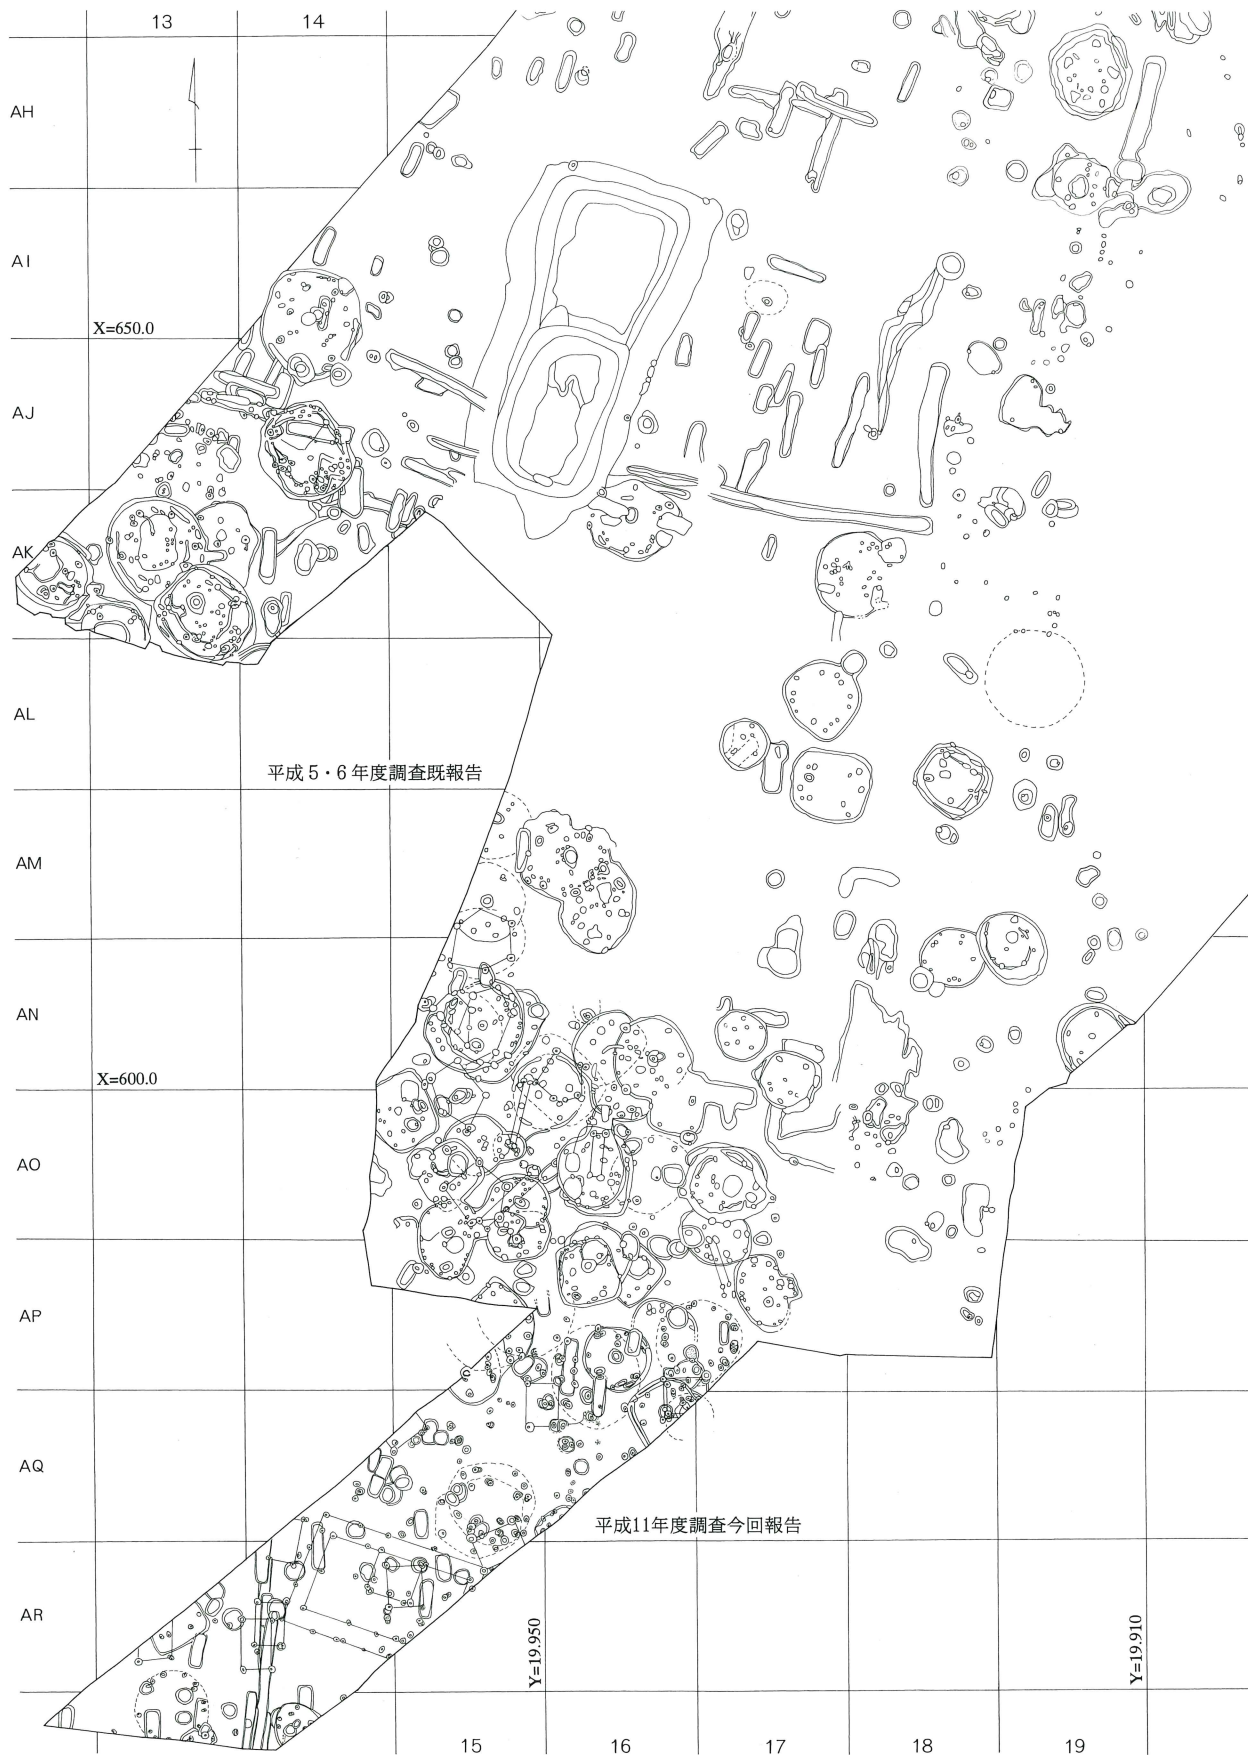 13
14
AH
AI
X=650.0
AJ
AK
AL
平成5・6年度調査既報告
AM
AN
X=600.0
AO
AP
AQ
平成11年度調査今回報告
AR
Y=19.950
Y=19.910
15
16
17
18
19